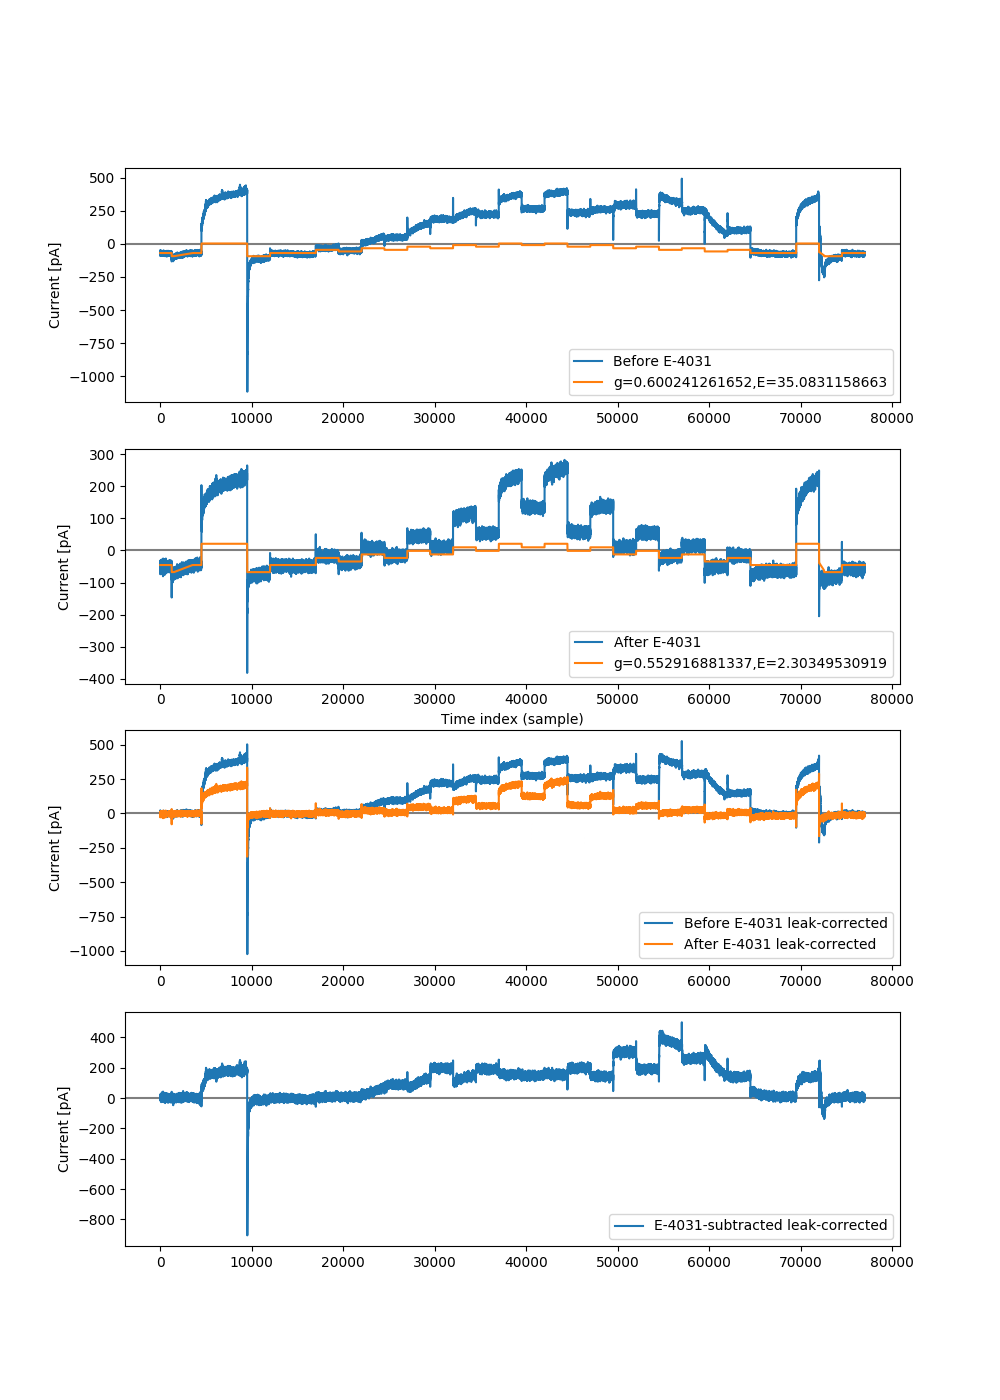 500
250
0
−250
−500
−750
−1000
Current [pA]
Before E-4031
g=0.600241261652,E=35.0831158663
0 10000 20000 30000 40000 50000 60000 70000 80000
300
200
100
0
−100
−200
−300
−400
Current [pA]
After E-4031
g=0.552916881337,E=2.30349530919
0 10000 20000 30000 40000 50000 60000 70000 80000
Time index (sample)
500
250
0
−250
−500
−750
−1000
Current [pA]
Before E-4031 leak-corrected
After E-4031 leak-corrected
0 10000 20000 30000 40000 50000 60000 70000 80000
400
200
0
−200
−400
−600
−800
Current [pA]
E-4031-subtracted leak-corrected
0 10000 20000 30000 40000 50000 60000 70000 80000